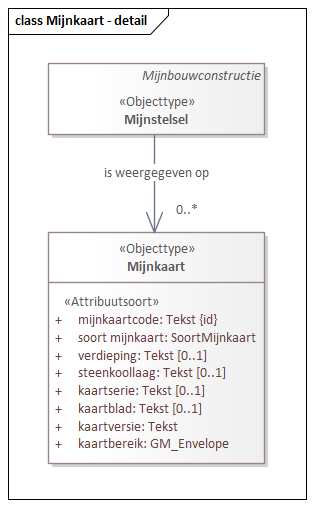 class Mijnkaart - detail
Mijnbouwconstructie
«Objecttype»
Mijnstelsel
is weergegeven op
0..*
«Objecttype»
Mijnkaart
«Attribuutsoort»
+ mijnkaartcode: Tekst {id}
+ soort mijnkaart: SoortMijnkaart
+ verdieping: Tekst [0..1]
+ steenkoollaag: Tekst [0..1]
+ kaartserie: Tekst [0..1]
+ kaartblad: Tekst [0..1]
+ kaartversie: Tekst
+ kaartbereik: GM_Envelope